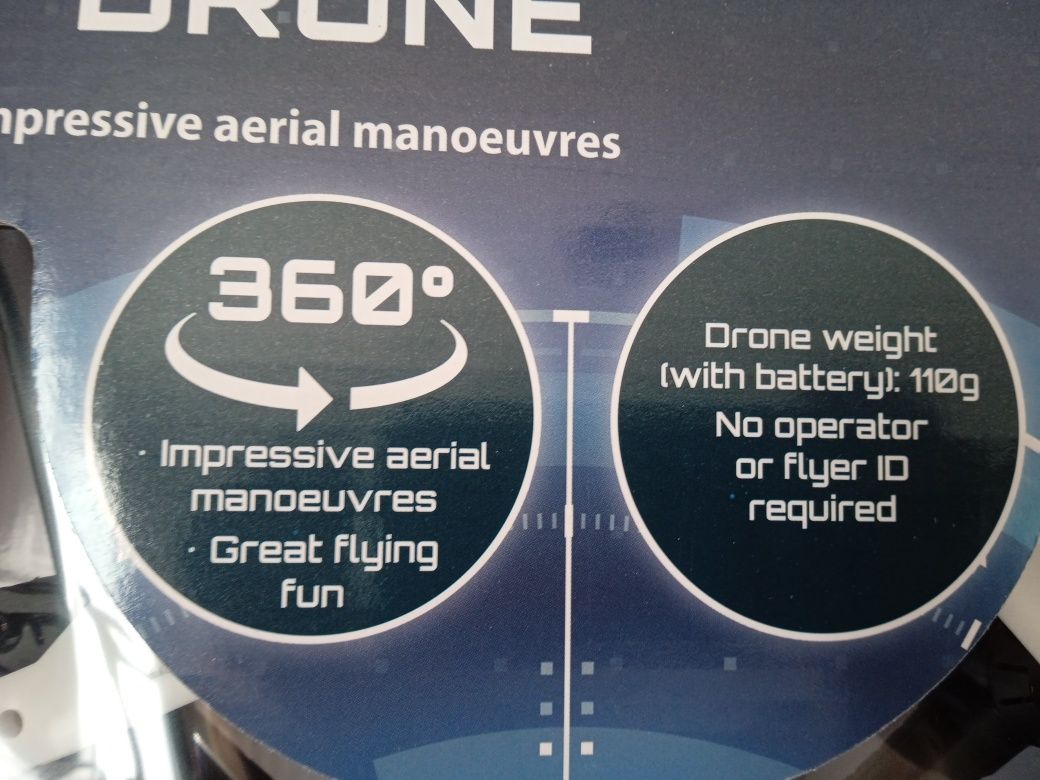 DRONE
mpressive aerial manoeuvres
360°
· Impressive aerial
manoeuvres
· Great flying
fun
Drone weight
(with battery): 110g
No operator
or flyer ID
required